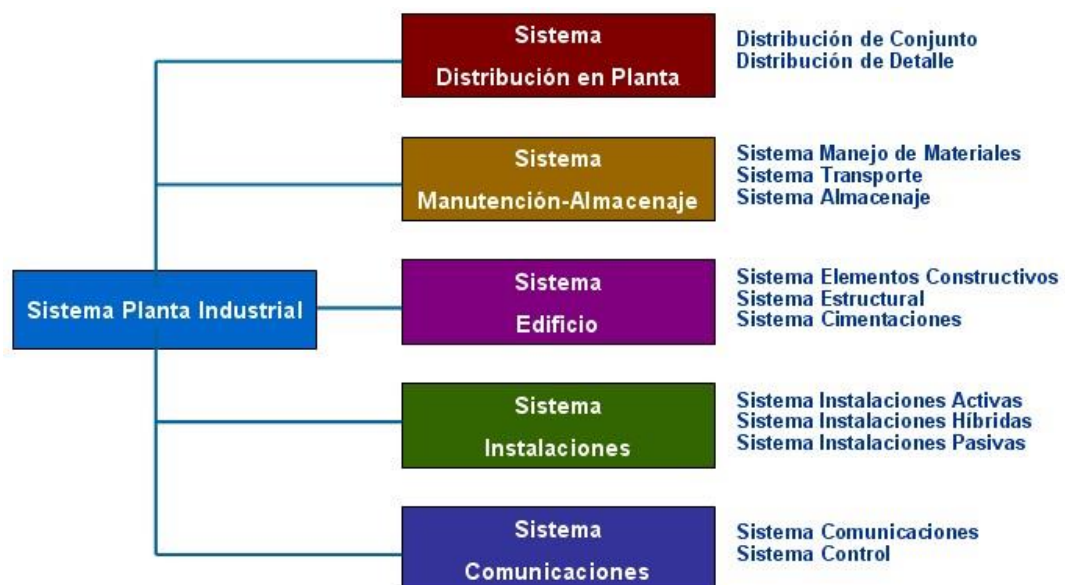 Sistema Planta Industrial
Sistema
Distribución en Planta
Distribución de Conjunto
Distribución de Detalle
Sistema
Manutención-Almacenaje
Sistema Manejo de Materiales
Sistema Transporte
Sistema Almacenaje
Sistema
Edificio
Sistema Elementos Constructivos
Sistema Estructural
Sistema Cimentaciones
Sistema
Instalaciones
Sistema Instalaciones Activas
Sistema Instalaciones Híbridas
Sistema Instalaciones Pasivas
Sistema
Comunicaciones
Sistema Comunicaciones
Sistema Control